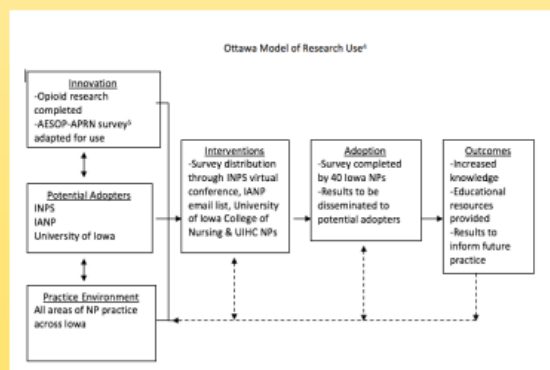 Ottawa Model of Research Use⁶
Innovation
-Opioid research
completed
-AESOP-APRN survey⁵
adapted for use
Potential Adopters
INPS
IANP
University of Iowa
Practice Environment
All areas of NP practice
across Iowa
Interventions
-Survey distribution
through INPS virtual
conference, IANP
email list, University
of Iowa College of
Nursing & UIHC NPs
Adoption
-Survey completed
by 40 Iowa NPs
-Results to be
disseminated to
potential adopters
Outcomes
-Increased
knowledge
-Educational
resources
provided
-Results to
inform future
practice